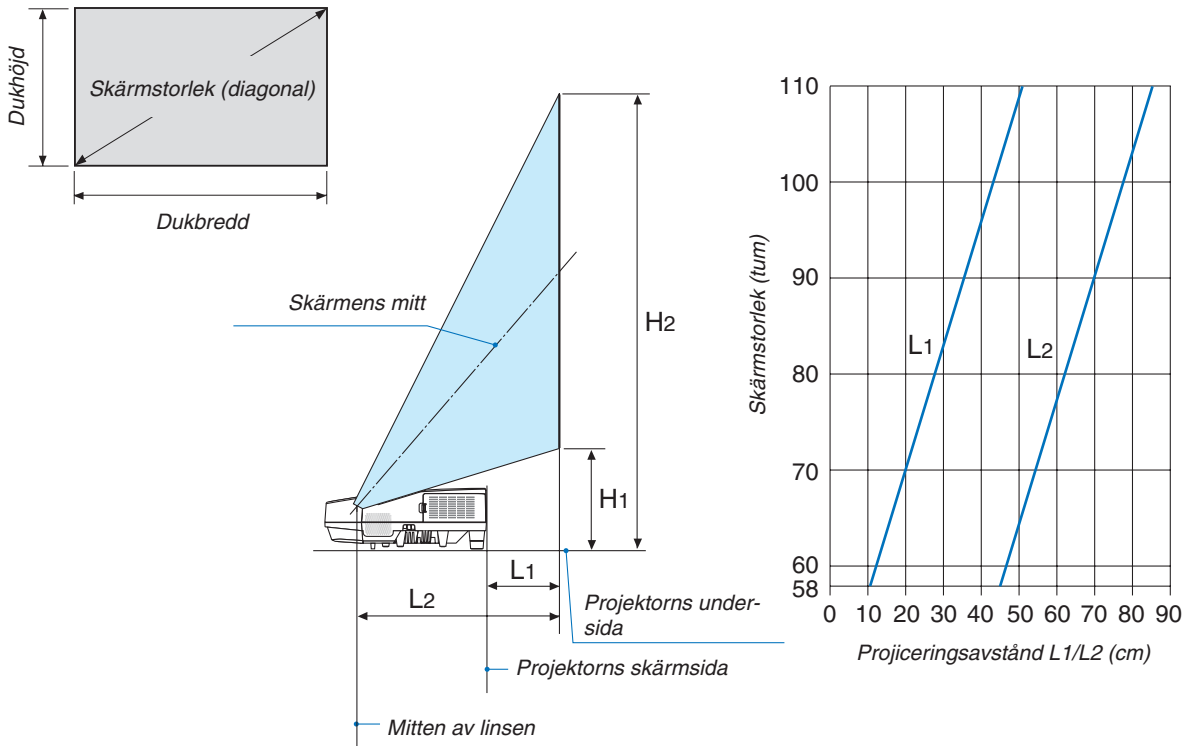 Dukhöjd
Skärmstorlek (diagonal)
Dukbredd
Skärmens mitt
H2
H1
L1
L2
Projektorns under-
sida
Projektorns skärmsida
Mitten av linsen
Skärmstorlek (tum)
110
100
90
80
70
60
58
L1
L2
0 10 20 30 40 50 60 70 80 90
Projiceringsavstånd L1/L2 (cm)